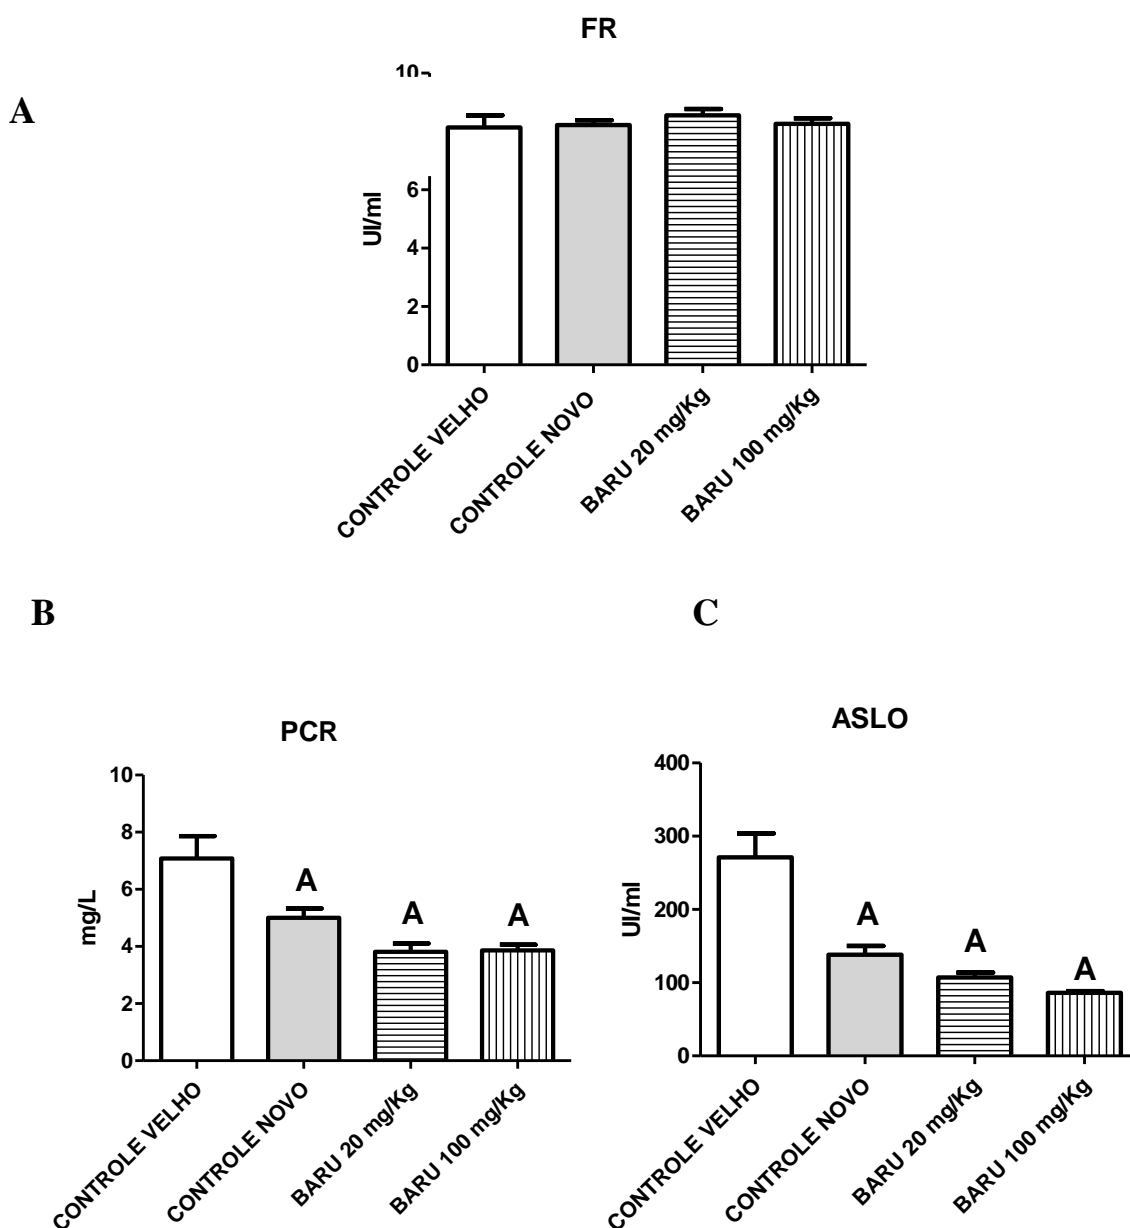 FR
A
10
6
4
2
0
UI/ml
CONTROLE VELHO
CONTROLE NOVO
BARU 20 mg/Kg
BARU 100 mg/Kg
B
C
PCR
10
8
6
4
2
0
mg/L
A
A
A
CONTROLE VELHO
CONTROLE NOVO
BARU 20 mg/Kg
BARU 100 mg/Kg
ASLO
400
300
200
100
0
UI/ml
A
A
A
CONTROLE VELHO
CONTROLE NOVO
BARU 20 mg/Kg
BARU 100 mg/Kg